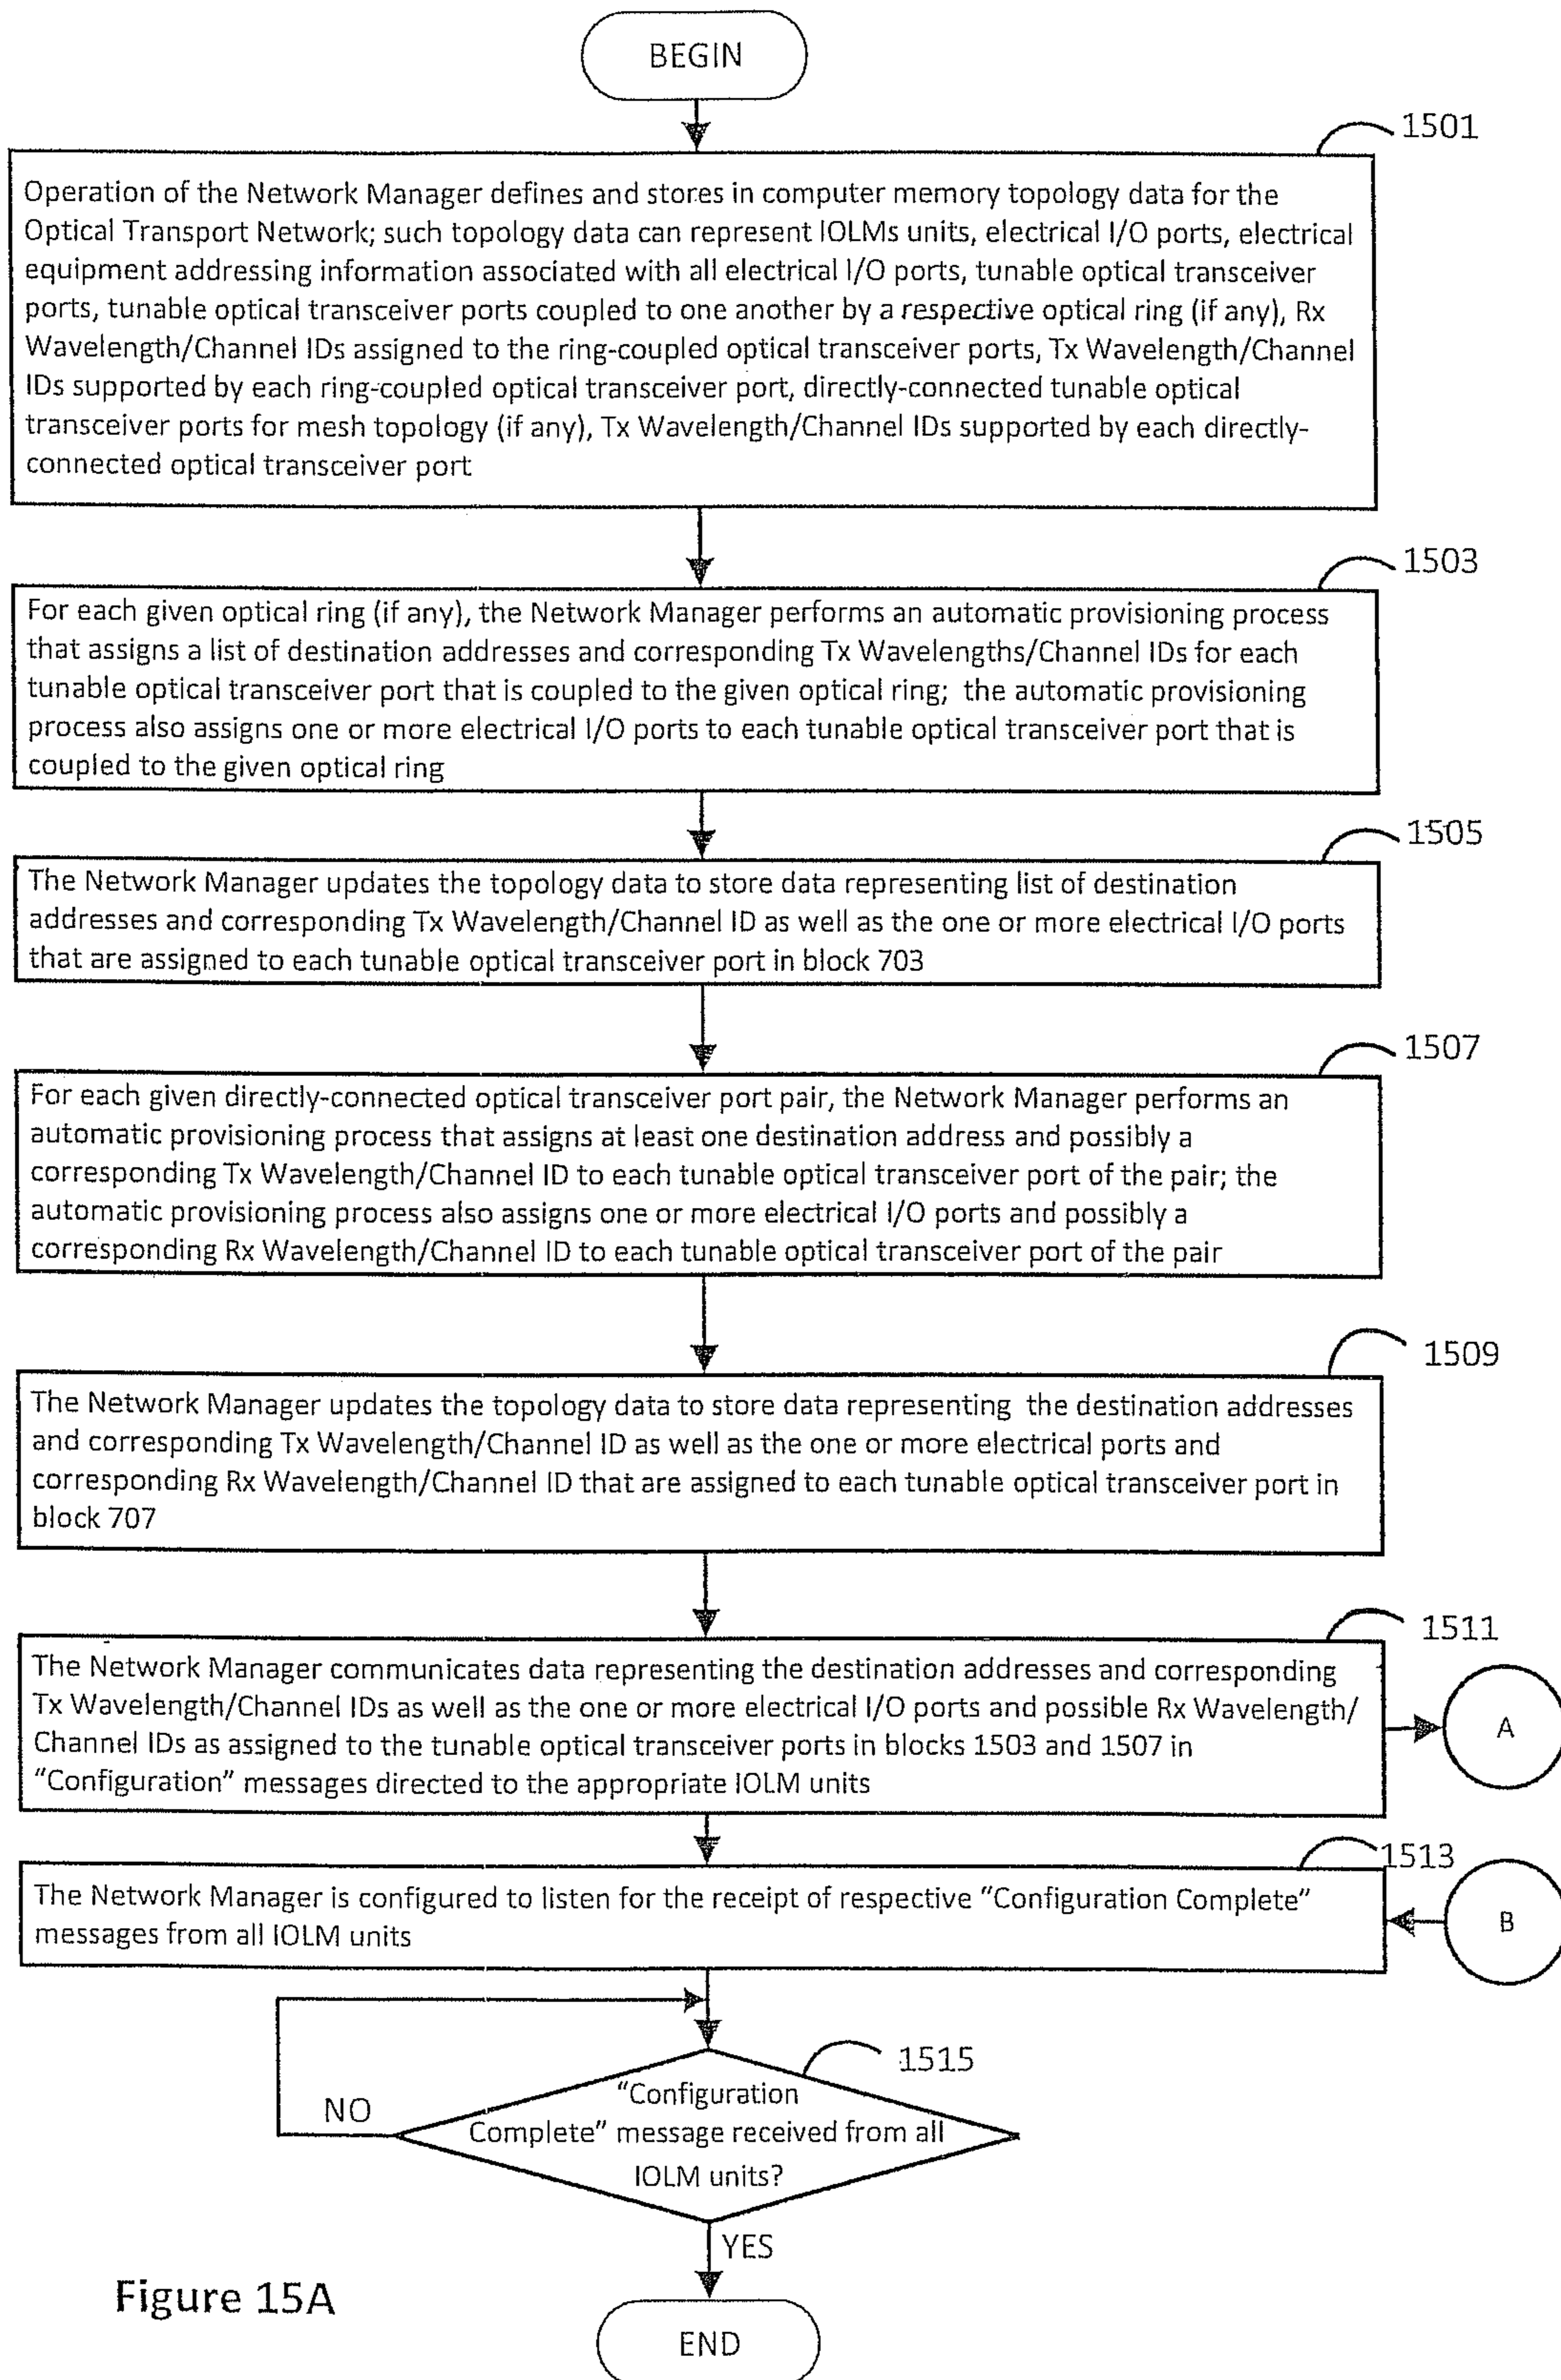 BEGIN
1501
Operation of the Network Manager defines and stores in computer memory topology data for the
Optical Transport Network; such topology data can represent IOLMs units, electrical I/O ports, electrical
equipment addressing information associated with all electrical I/O ports, tunable optical transceiver
ports, tunable optical transceiver ports coupled to one another by a respective optical ring (if any), Rx
Wavelength/Channel IDs assigned to the ring-coupled optical transceiver ports, Tx Wavelength/Channel
IDs supported by each ring-coupled optical transceiver port, directly-connected tunable optical
transceiver ports for mesh topology (if any), Tx Wavelength/Channel IDs supported by each directly-
connected optical transceiver port
1503
For each given optical ring (if any), the Network Manager performs an automatic provisioning process
that assigns a list of destination addresses and corresponding Tx Wavelengths/Channel IDs for each
tunable optical transceiver port that is coupled to the given optical ring; the automatic provisioning
process also assigns one or more electrical I/O ports to each tunable optical transceiver port that is
coupled to the given optical ring
1505
The Network Manager updates the topology data to store data representing list of destination
addresses and corresponding Tx Wavelength/Channel ID as well as the one or more electrical I/O ports
that are assigned to each tunable optical transceiver port in block 703
1507
For each given directly-connected optical transceiver port pair, the Network Manager performs an
automatic provisioning process that assigns at least one destination address and possibly a
corresponding Tx Wavelength/Channel ID to each tunable optical transceiver port of the pair; the
automatic provisioning process also assigns one or more electrical I/O ports and possibly a
corresponding Rx Wavelength/Channel ID to each tunable optical transceiver port of the pair
1509
The Network Manager updates the topology data to store data representing the destination addresses
and corresponding Tx Wavelength/Channel ID as well as the one or more electrical ports and
corresponding Rx Wavelength/Channel ID that are assigned to each tunable optical transceiver port in
block 707
1511
The Network Manager communicates data representing the destination addresses and corresponding
Tx Wavelength/Channel IDs as well as the one or more electrical I/O ports and possible Rx Wavelength/
Channel IDs as assigned to the tunable optical transceiver ports in blocks 1503 and 1507 in
“Configuration” messages directed to the appropriate IOLM units
A
1513
The Network Manager is configured to listen for the receipt of respective “Configuration Complete”
messages from all IOLM units
B
1515
“Configuration
Complete” message received from all
IOLM units?
NO
YES
Figure 15A
END